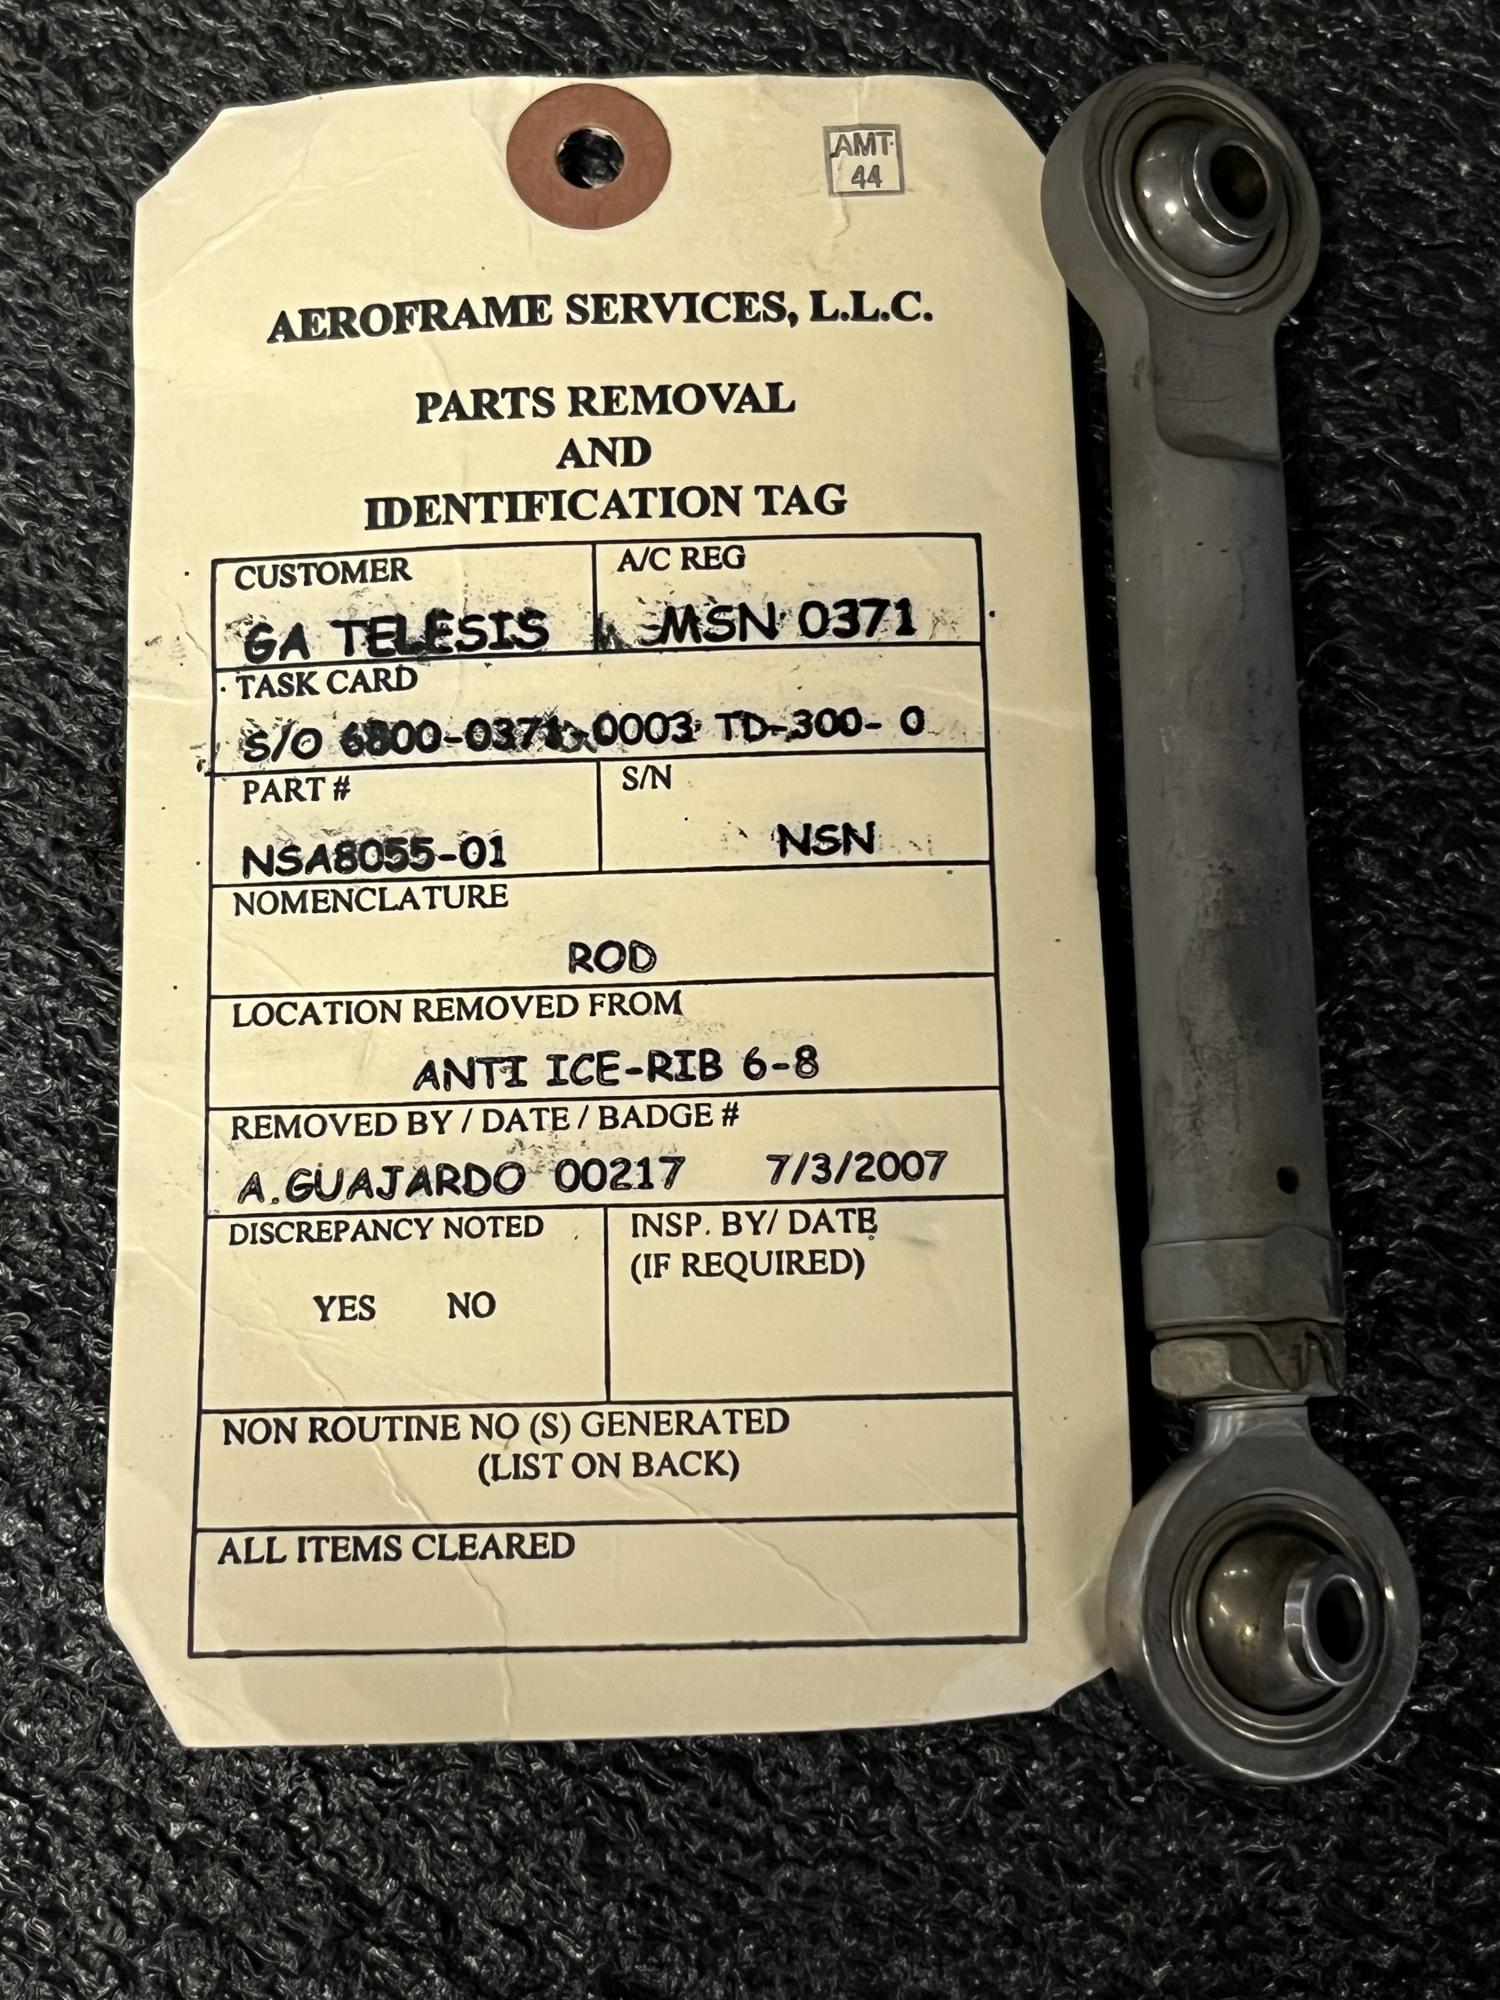 AMT
44
AEROFRAME SERVICES, L.L.C.
PARTS REMOVAL
AND
IDENTIFICATION TAG
CUSTOMER
GA TELESIS
A/C REG
MSN 0371
TASK CARD
S/O 6800-0371-0003 TD-300- 0
PART #
NSA8055-01
S/N
NSN
NOMENCLATURE
ROD
LOCATION REMOVED FROM
ANTI ICE-RIB 6-8
REMOVED BY / DATE / BADGE #
A.GUAJARDO 00217 7/3/2007
DISCREPANCY NOTED
YES NO
INSP. BY/ DATE
(IF REQUIRED)
NON ROUTINE NO (S) GENERATED
(LIST ON BACK)
ALL ITEMS CLEARED